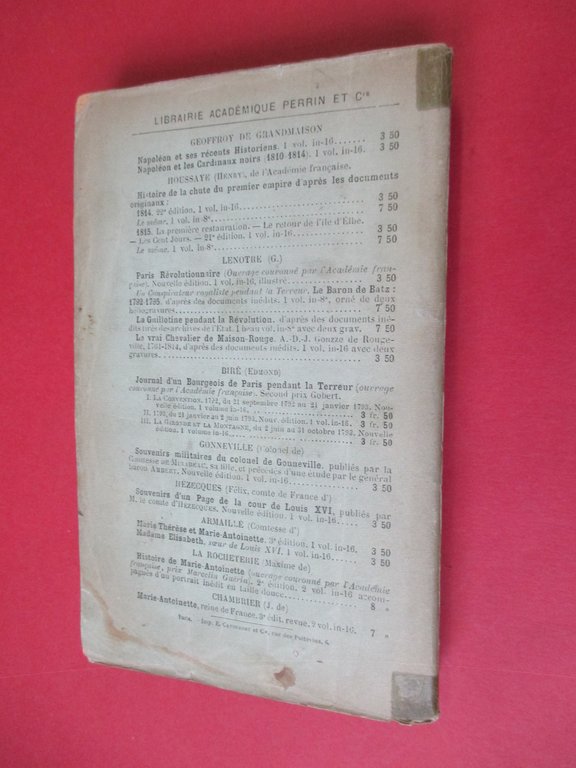 LIBRAIRIE ACADÉMIQUE PERRIN ET Cie
GEOFFROY DE GRANDMAISON
Napoléon et ses récents Historiens. 1 vol. in-16....... 3 50
Napoléon et les Cardinaux noirs (1810-1814). 1 vol. in-16. 3 50
HOUSSAYE (HENRY), de l'Académie française.
Histoire de la chute du premier empire d'après les documents
originaux :
1814. 22e édition. 1 vol. in-16........ 3 50
Le même. 1 vol. in-8°........ 7 50
1815. La première restauration. — Le retour de l'île d'Elbe.
— Les Cent Jours. — 21e édition. 1 vol. in-16........ 3 50
Le même. 1 vol. in-8°........ 7 50
LENOTRE (G.)
Paris Révolutionnaire (Ouvrage couronné par l'Académie fran-
çaise). Nouvelle édition. 1 vol. in-16, illustré........ 3 50
Un Conspirateur royaliste pendant la Terreur. Le Baron de Batz :
1792-1795, d'après des documents inédits. 1 vol. in-8°, orné de deux
héliogravures........ 7 50
La Guillotine pendant la Révolution, d'après des documents iné-
dits tirés des archives de l'État. 1 beau vol. in-8° avec deux grav. 7 50
Le vrai Chevalier de Maison-Rouge. A.-D.-J. Gonzze de Rouge-
ville, 1761-1814, d'après des documents inédits. 1 vol. in-16 avec deux
gravures........ 3 50
BIRÉ (EDMOND)
Journal d'un Bourgeois de Paris pendant la Terreur (ouvrage
couronné par l'Académie française). Second prix Gobert.
I. LA CONVENTION. 1792, du 21 septembre 1792 au 21 janvier 1793. Nou-
velle édition. 1 volume in-16........ 3 fr. 50
II. 1793, du 21 janvier au 2 juin 1793. Nouv. édition. 1 vol. in-16. 3 fr. 50
III. LA GIRONDE ET LA MONTAGNE, du 2 juin au 31 octobre 1793. Nouvelle
édition. 1 volume in-16........ 3 fr. 50
GONNEVILLE (Colonel de)
Souvenirs militaires du colonel de Gonneville, publiés par la
COMTESSE DE MIRABEAU, sa fille, et précédés d'une étude par le général
baron AMBERT. Nouvelle édition. 1 vol. in-16........ 3 50
HÉZECQUES (Félix, comte de France d')
Souvenirs d'un Page de la cour de Louis XVI, publiés par
M. le comte D'HÉZECQUES. Nouvelle édition. 1 vol. in-16........ 3 50
ARMAILLÉ (Comtesse d')
Marie Thérèse et Marie-Antoinette. 3e édition. 1 vol. in-16. 3 50
Madame Elisabeth, sœur de Louis XVI. 1 vol. in-16........ 3 50
LA ROCHETERIE (Maxime de)
Histoire de Marie-Antoinette (ouvrage couronné par l'Académie
française, prix Marcelin Guérin). 2e édition. 2 vol. in-16 accom-
pagnés d'un portrait inédit en taille douce........ 8 »
CHAMBRIER (J. de)
Marie-Antoinette, reine de France. 3e édit. revue. 2 vol. in-16. 7 »
Paris. — Imp. E. CAPIOMONT et Cie, rue des Poitevins, 6.